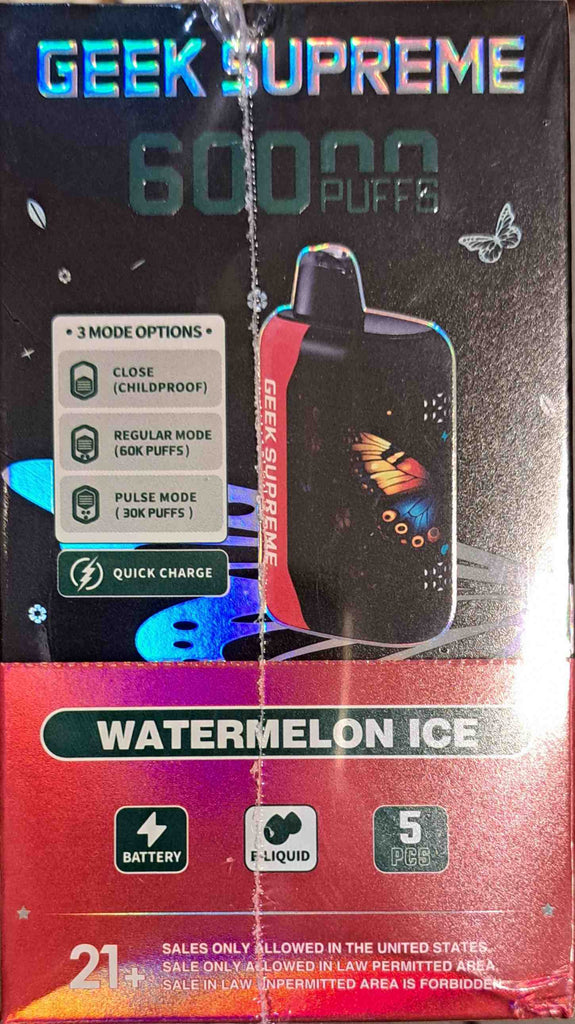 GEEK SUPREME
60000
PUFFS
• 3 MODE OPTIONS •
CLOSE
(CHILDPROOF)
REGULAR MODE
(60K PUFFS)
PULSE MODE
( 30K PUFFS )
QUICK CHARGE
GEEK SUPREME
WATERMELON ICE
BATTERY
E-LIQUID
5
PCS
21+
SALES ONLY ALLOWED IN THE UNITED STATES.
SALE ONLY ALLOWED IN LAW PERMITTED AREA.
SALE IN LAW UNPERMITTED AREA IS FORBIDDEN.